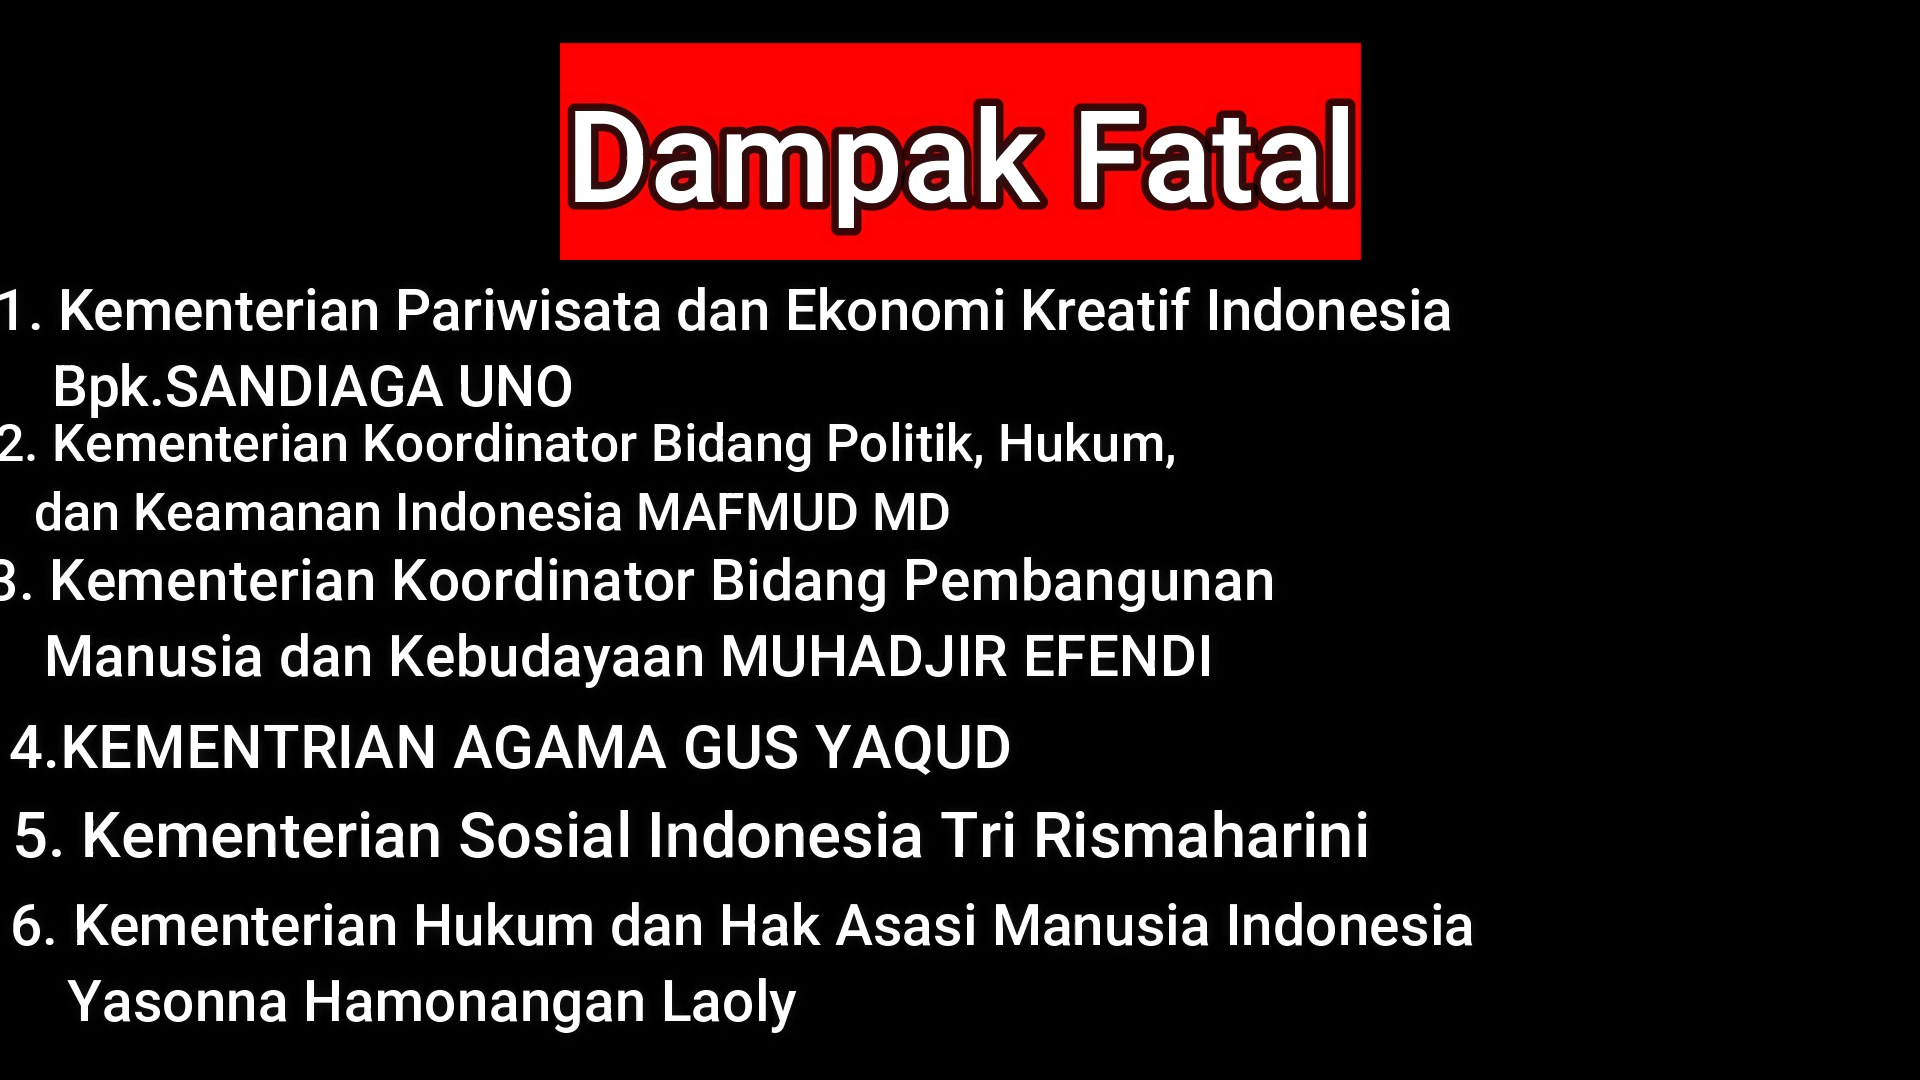 Dampak Fatal
1. Kementerian Pariwisata dan Ekonomi Kreatif Indonesia
Bpk.SANDIAGA UNO
2. Kementerian Koordinator Bidang Politik, Hukum,
dan Keamanan Indonesia MAFMUD MD
3. Kementerian Koordinator Bidang Pembangunan
Manusia dan Kebudayaan MUHADJIR EFENDI
4.KEMENTRIAN AGAMA GUS YAQUD
5. Kementerian Sosial Indonesia Tri Rismaharini
6. Kementerian Hukum dan Hak Asasi Manusia Indonesia
Yasonna Hamonangan Laoly